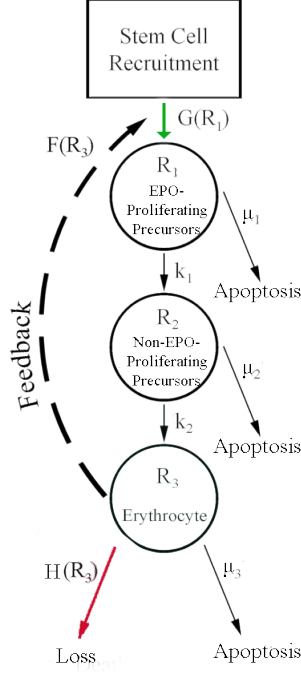 Stem Cell
Recruitment
G(R₁)
F(R₃)
R₁
EPO-
Proliferating
Precursors
μ₁
Apoptosis
k₁
R₂
Non-EPO-
Proliferating
Precursors
μ₂
Apoptosis
k₂
Feedback
R₃
Erythrocyte
H(R₃)
μ₃
Loss
Apoptosis